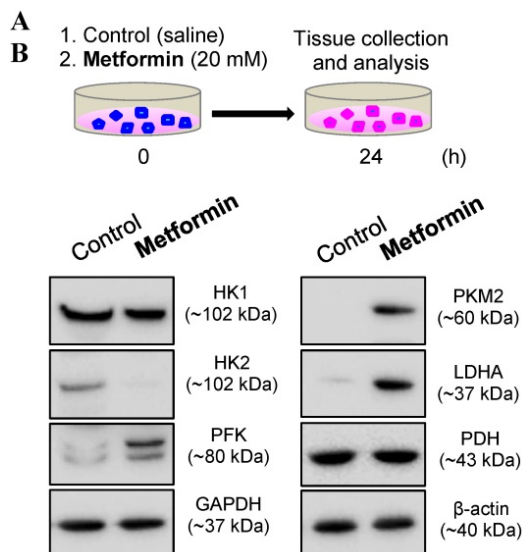 A
B
1. Control (saline)
2. Metformin (20 mM)
Tissue collection
and analysis
0
24
(h)
Control
Metformin
HK1
(~102 kDa)
HK2
(~102 kDa)
PFK
(~80 kDa)
GAPDH
(~37 kDa)
Control
Metformin
PKM2
(~60 kDa)
LDHA
(~37 kDa)
PDH
(~43 kDa)
β-actin
(~40 kDa)